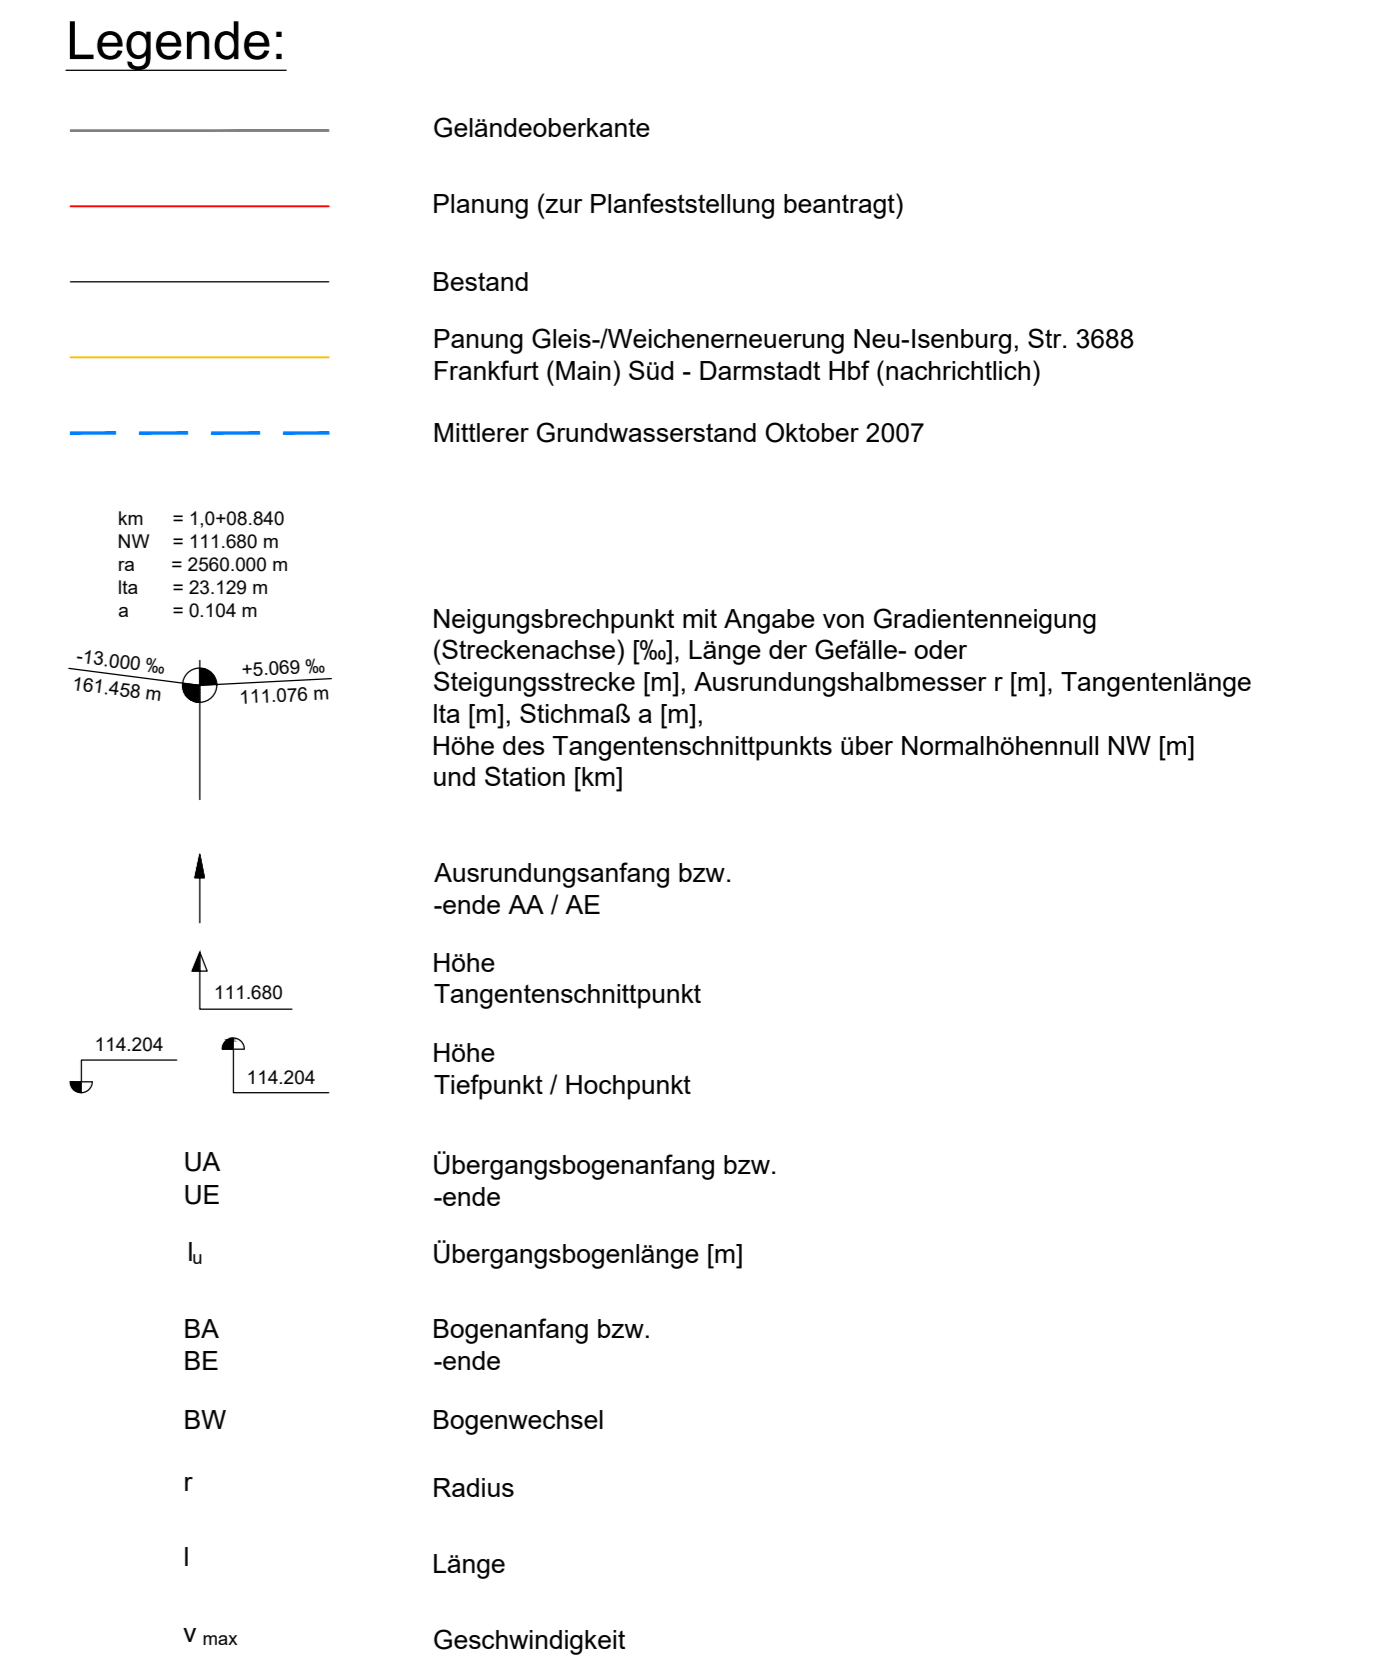 Legende:
Geländeoberkante
Planung (zur Planfeststellung beantragt)
Bestand
Panung Gleis-/Weichenerneuerung Neu-Isenburg, Str. 3688
Frankfurt (Main) Süd - Darmstadt Hbf (nachrichtlich)
Mittlerer Grundwasserstand Oktober 2007
km = 1,0+08.840
NW = 111.680 m
ra = 2560.000 m
lta = 23.129 m
a = 0.104 m
-13.000 ‰
161.458 m
+5.069 ‰
111.076 m
Neigungsbrechpunkt mit Angabe von Gradientenneigung
(Streckenachse) [‰], Länge der Gefälle- oder
Steigungsstrecke [m], Ausrundungshalbmesser r [m], Tangentenlänge
lta [m], Stichmaß a [m],
Höhe des Tangentenschnittpunkts über Normalhöhennull NW [m]
und Station [km]
Ausrundungsanfang bzw.
-ende AA / AE
111.680
Höhe
Tangentenschnittpunkt
114.204
114.204
Höhe
Tiefpunkt / Hochpunkt
UA
UE
Übergangsbogenanfang bzw.
-ende
lu
Übergangsbogenlänge [m]
BA
BE
Bogenanfang bzw.
-ende
BW
Bogenwechsel
r
Radius
l
Länge
v max
Geschwindigkeit